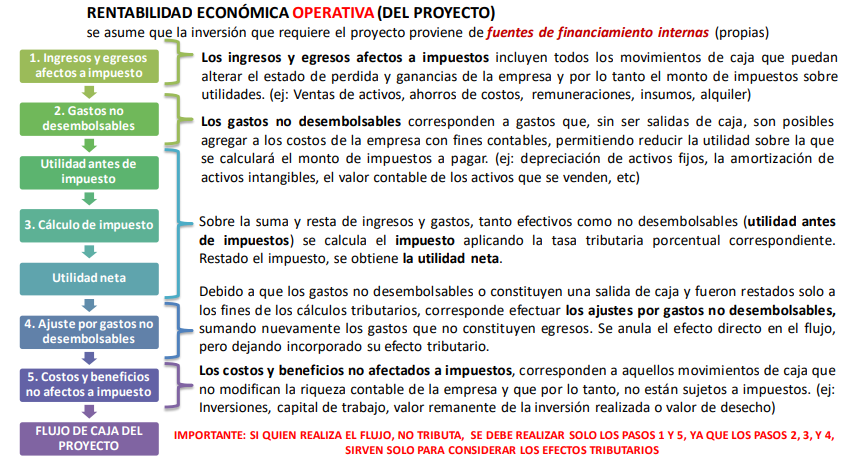 RENTABILIDAD ECONÓMICA OPERATIVA (DEL PROYECTO)
se asume que la inversión que requiere el proyecto proviene de fuentes de financiamiento internas (propias)
1. Ingresos y egresos
afectos a impuesto
Los ingresos y egresos afectos a impuestos incluyen todos los movimientos de caja que puedan
alterar el estado de perdida y ganancias de la empresa y por lo tanto el monto de impuestos sobre
utilidades. (ej: Ventas de activos, ahorros de costos, remuneraciones, insumos, alquiler)
2. Gastos no
desembolsables
Los gastos no desembolsables corresponden a gastos que, sin ser salidas de caja, son posibles
agregar a los costos de la empresa con fines contables, permitiendo reducir la utilidad sobre la que
se calculará el monto de impuestos a pagar. (ej: depreciación de activos fijos, la amortización de
activos intangibles, el valor contable de los activos que se venden, etc)
Utilidad antes de
impuesto
3. Cálculo de impuesto
Sobre la suma y resta de ingresos y gastos, tanto efectivos como no desembolsables (utilidad antes
de impuestos) se calcula el impuesto aplicando la tasa tributaria porcentual correspondiente.
Restado el impuesto, se obtiene la utilidad neta.
Utilidad neta
4. Ajuste por gastos no
desembolsables
Debido a que los gastos no desembolsables o constituyen una salida de caja y fueron restados solo a
los fines de los cálculos tributarios, corresponde efectuar los ajustes por gastos no desembolsables,
sumando nuevamente los gastos que no constituyen egresos. Se anula el efecto directo en el flujo,
pero dejando incorporado su efecto tributario.
5. Costos y beneficios
no afectos a impuesto
Los costos y beneficios no afectados a impuestos, corresponden a aquellos movimientos de caja que
no modifican la riqueza contable de la empresa y que por lo tanto, no están sujetos a impuestos. (ej:
Inversiones, capital de trabajo, valor remanente de la inversión realizada o valor de desecho)
FLUJO DE CAJA DEL
PROYECTO
IMPORTANTE: SI QUIEN REALIZA EL FLUJO, NO TRIBUTA, SE DEBE REALIZAR SOLO LOS PASOS 1 Y 5, YA QUE LOS PASOS 2, 3, Y 4,
SIRVEN SOLO PARA CONSIDERAR LOS EFECTOS TRIBUTARIOS